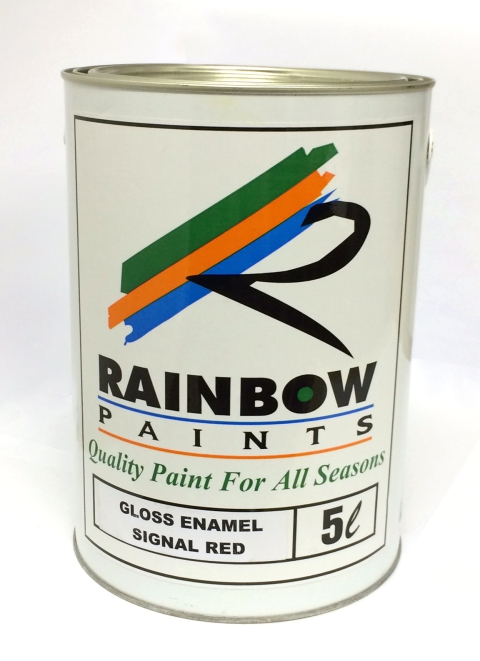 RAINBOW
PAINTS
Quality Paint For All Seasons
GLOSS ENAMEL
SIGNAL RED
5ℓ